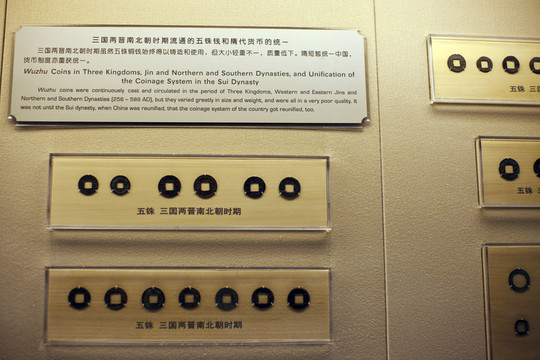 三国两晋南北朝时期流通的五铢钱和隋代货币的统一
三国两晋南北朝时期虽然五铢铜钱始终得以铸造和使用，但大小轻重不一，质量低下。隋短暂统一中国，
货币制度亦重获统一。
Wuzhu Coins in Three Kingdoms, Jin and Northern and Southern Dynasties, and Unification of
the Coinage System in the Sui Dynasty
Wuzhu coins were continuously cast and circulated in the period of Three Kingdoms, Western and Eastern Jins and
Northern and Southern Dynasties (256 – 589 AD), but they varied greatly in size and weight, and were all in a very poor quality. It
was not until the Sui dynasty, when China was reunified, that the coinage system of the country got reunified, too.
五铢 三国两晋南北朝时期
五铢 三国两晋南北朝时期
五铢 三国
五铢